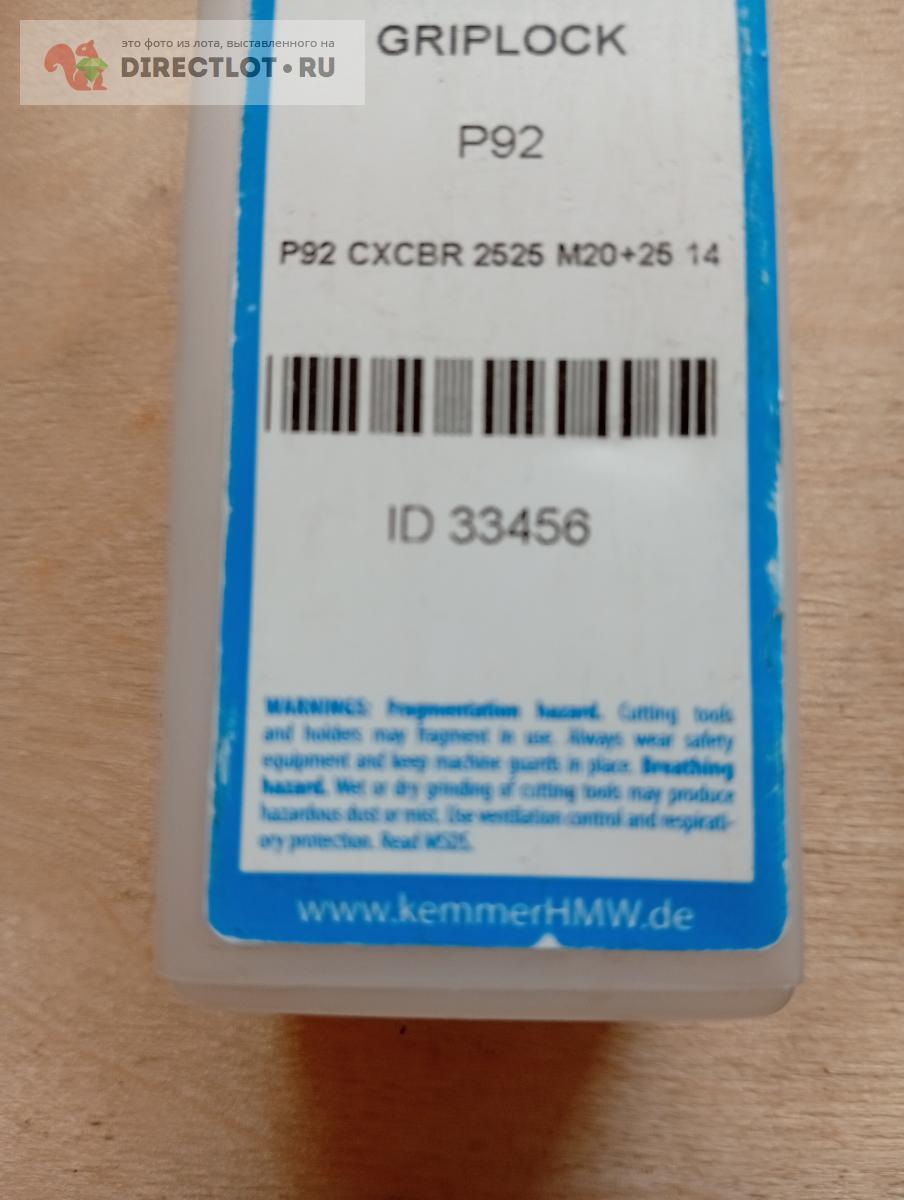 это фото из лота, выставленного на
DIRECTLOT•RU
GRIPLOCK
P92
P92 CXCBR 2525 M20+25 14
ID 33456
WARNINGS: Fragmentation hazard. Cutting tools
and holders may fragment in use. Always wear safety
equipment and keep machine guards in place. Breathing
hazard. Wet or dry grinding of cutting tools may produce
hazardous dust or mist. Use ventilation control and respirati-
ory protection. Read MSDS.
www.kemmerHMW.de